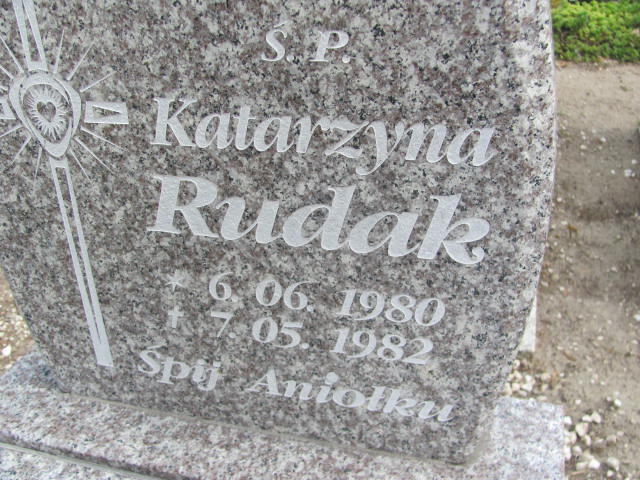 Ś. P.
Katarzyna
Rudak
* 6. 06. 1980
† 7. 05. 1982
Śpij Aniołku